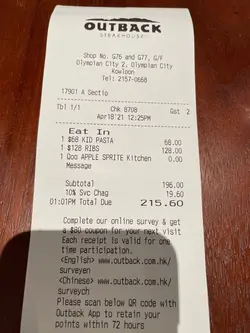 OUTBACK
STEAKHOUSE
Shop No. G76 and G77, G/F
Olympian City 2, Olympian City
Kowloon
Tel: 2157-0668
17901 A Sectio
Tbl 1/1 Chk 8708 Gst 2
Apr18'21 12:25PM
Eat In
1 $68 KID PASTA 68.00
1 $128 RIBS 128.00
1 Qoo APPLE SPRITE Kitchen 0.00
Message
Subtotal 196.00
10% Svc Chag 19.60
01:01PM Total Due 215.60
Complete our online survey & get
a $80 coupon for your next visit
Each receipt is valid for one
time participation.
<English> www.outback.com.hk/
surveyen
<Chinese> www.outback.com.hk/
surveych
Please scan below QR code with
Outback App to retain your
points within 72 hours